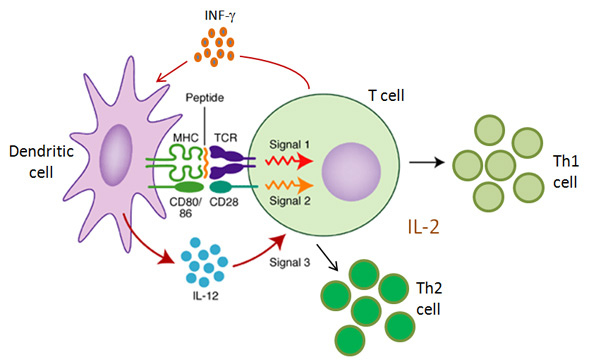 INF-γ
Peptide
T cell
MHC
TCR
Signal 1
Dendritic
cell
Th1
cell
CD80/
86
CD28
Signal 2
IL-2
Signal 3
IL-12
Th2
cell